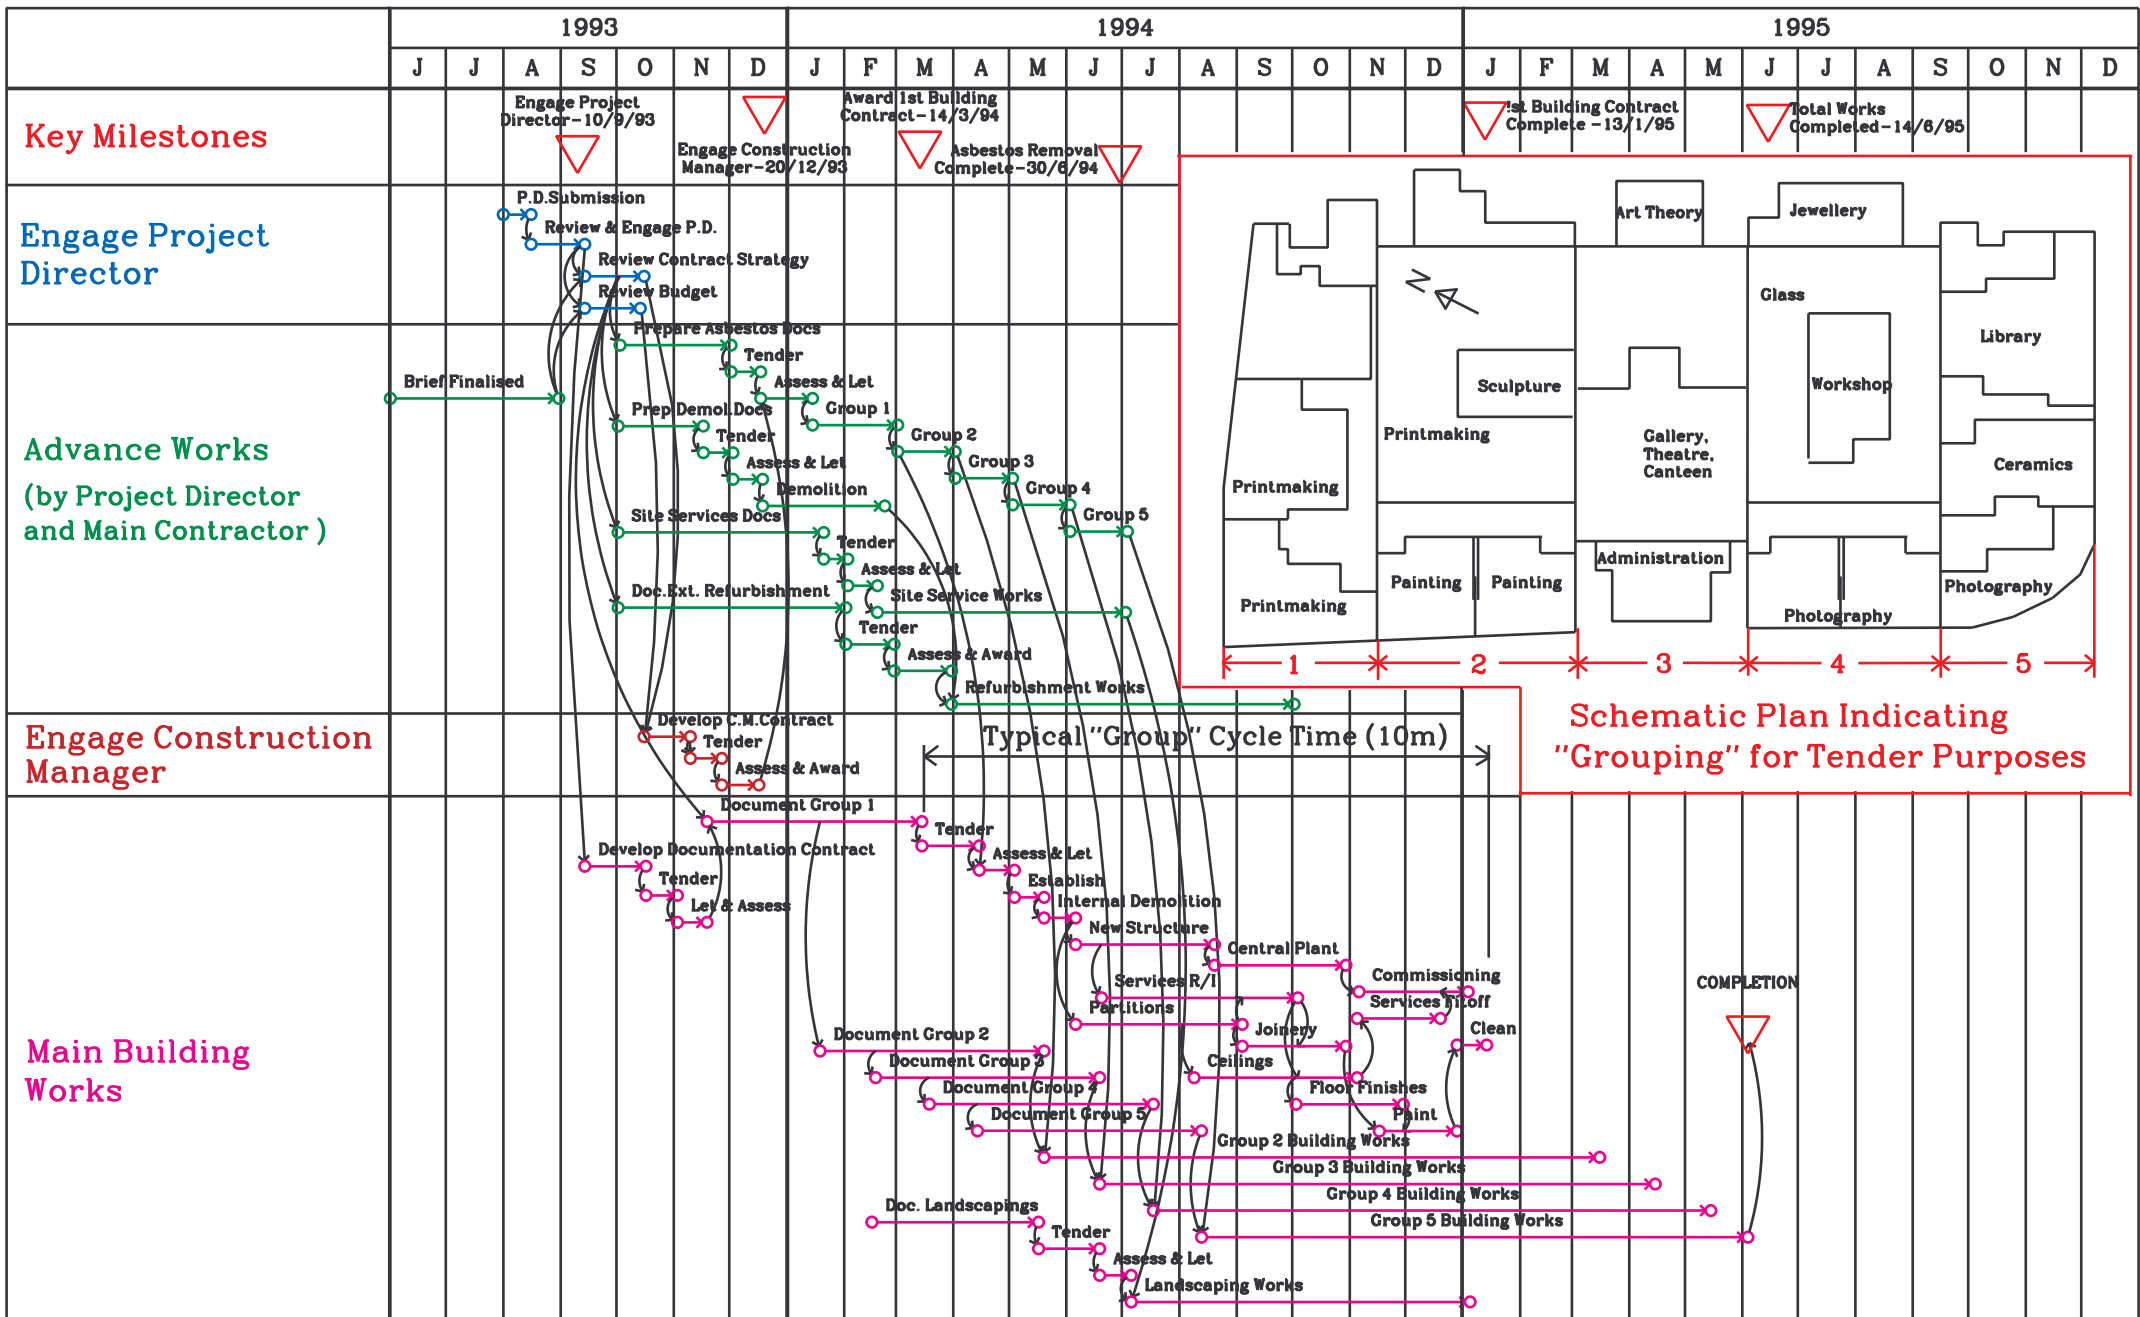 1993
1994
1995
J J A S O N D J F M A M J J A S O N D J F M A M J J A S O N D
Key Milestones
Engage Project
Director-10/9/93
Engage Construction
Manager-20/12/93
Award 1st Building
Contract-14/3/94
Asbestos Removal
Complete-30/6/94
!st Building Contract
Complete -13/1/95
Total Works
Completed-14/6/95
Engage Project
Director
P.D.Submission
Review & Engage P.D.
Review Contract Strategy
Review Budget
Advance Works
(by Project Director
and Main Contractor )
Prepare Asbestos Docs
Tender
Brief Finalised
Assess & Let
Prep Demol.Docs
Group 1
Tender
Group 2
Assess & Let
Group 3
Demolition
Group 4
Site Services Docs
Group 5
Tender
Assess & Let
Doc.Ext. Refurbishment
Site Service Works
Tender
Assess & Award
Refurbishment Works
Art Theory
Jewellery
Glass
Library
Sculpture
Workshop
Printmaking
Gallery,
Theatre,
Canteen
Ceramics
Printmaking
Administration
Painting
Painting
Photography
Printmaking
Photography
1
2
3
4
5
Schematic Plan Indicating
"Grouping" for Tender Purposes
Engage Construction
Manager
Develop C.M.Contract
Tender
Assess & Award
Typical "Group" Cycle Time (10m)
Main Building
Works
Document Group 1
Tender
Develop Documentation Contract
Assess & Let
Tender
Establish
Let & Assess
Internal Demolition
New Structure
Central Plant
Commissioning
Services R/I
Services Fitoff
Partitions
Joinery
Clean
Document Group 2
Ceilings
Document Group 3
Floor Finishes
Document Group 4
Paint
Document Group 5
Group 2 Building Works
Group 3 Building Works
Group 4 Building Works
Doc. Landscapings
Group 5 Building Works
Tender
Assess & Let
Landscaping Works
COMPLETION
N